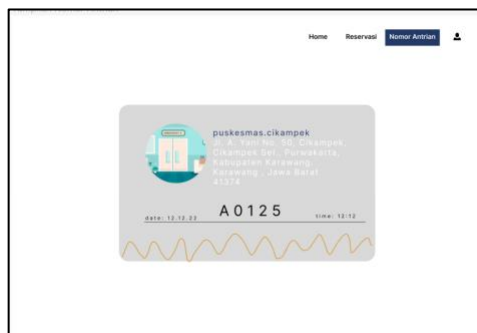 Home Reservasi Nomor Antrian
puskesmas.cikampek
Jl. A. Yani No. 50, Cikampek,
Cikampek Sel., Purwakarta,
Kabupaten Karawang,
Karawang, Jawa Barat
41374
date: 12.12.22 A0125 time: 12:12